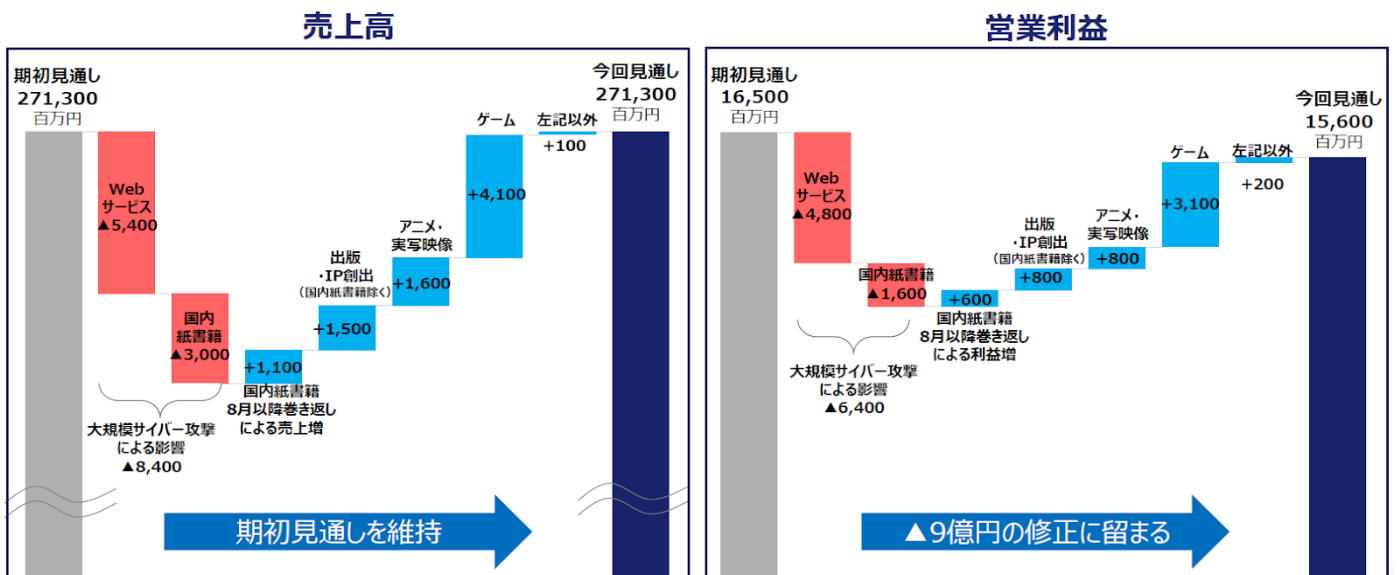 売上高
期初見通し
271,300
百万円
Web
サービス
▲5,400
国内
紙書籍
▲3,000
大規模サイバー攻撃
による影響
▲8,400
+1,100
国内紙書籍
8月以降巻き返し
による売上増
出版
・IP創出
（国内紙書籍除く）
+1,500
アニメ・
実写映像
+1,600
ゲーム
+4,100
左記以外
+100
今回見通し
271,300
百万円
期初見通しを維持
営業利益
期初見通し
16,500
百万円
Web
サービス
▲4,800
国内紙書籍
▲1,600
大規模サイバー攻撃
による影響
▲6,400
+600
国内紙書籍
8月以降巻き返し
による利益増
出版
・IP創出
（国内紙書籍除く）
+800
アニメ・
実写映像
+800
ゲーム
+3,100
左記以外
+200
今回見通し
15,600
百万円
▲9億円の修正に留まる